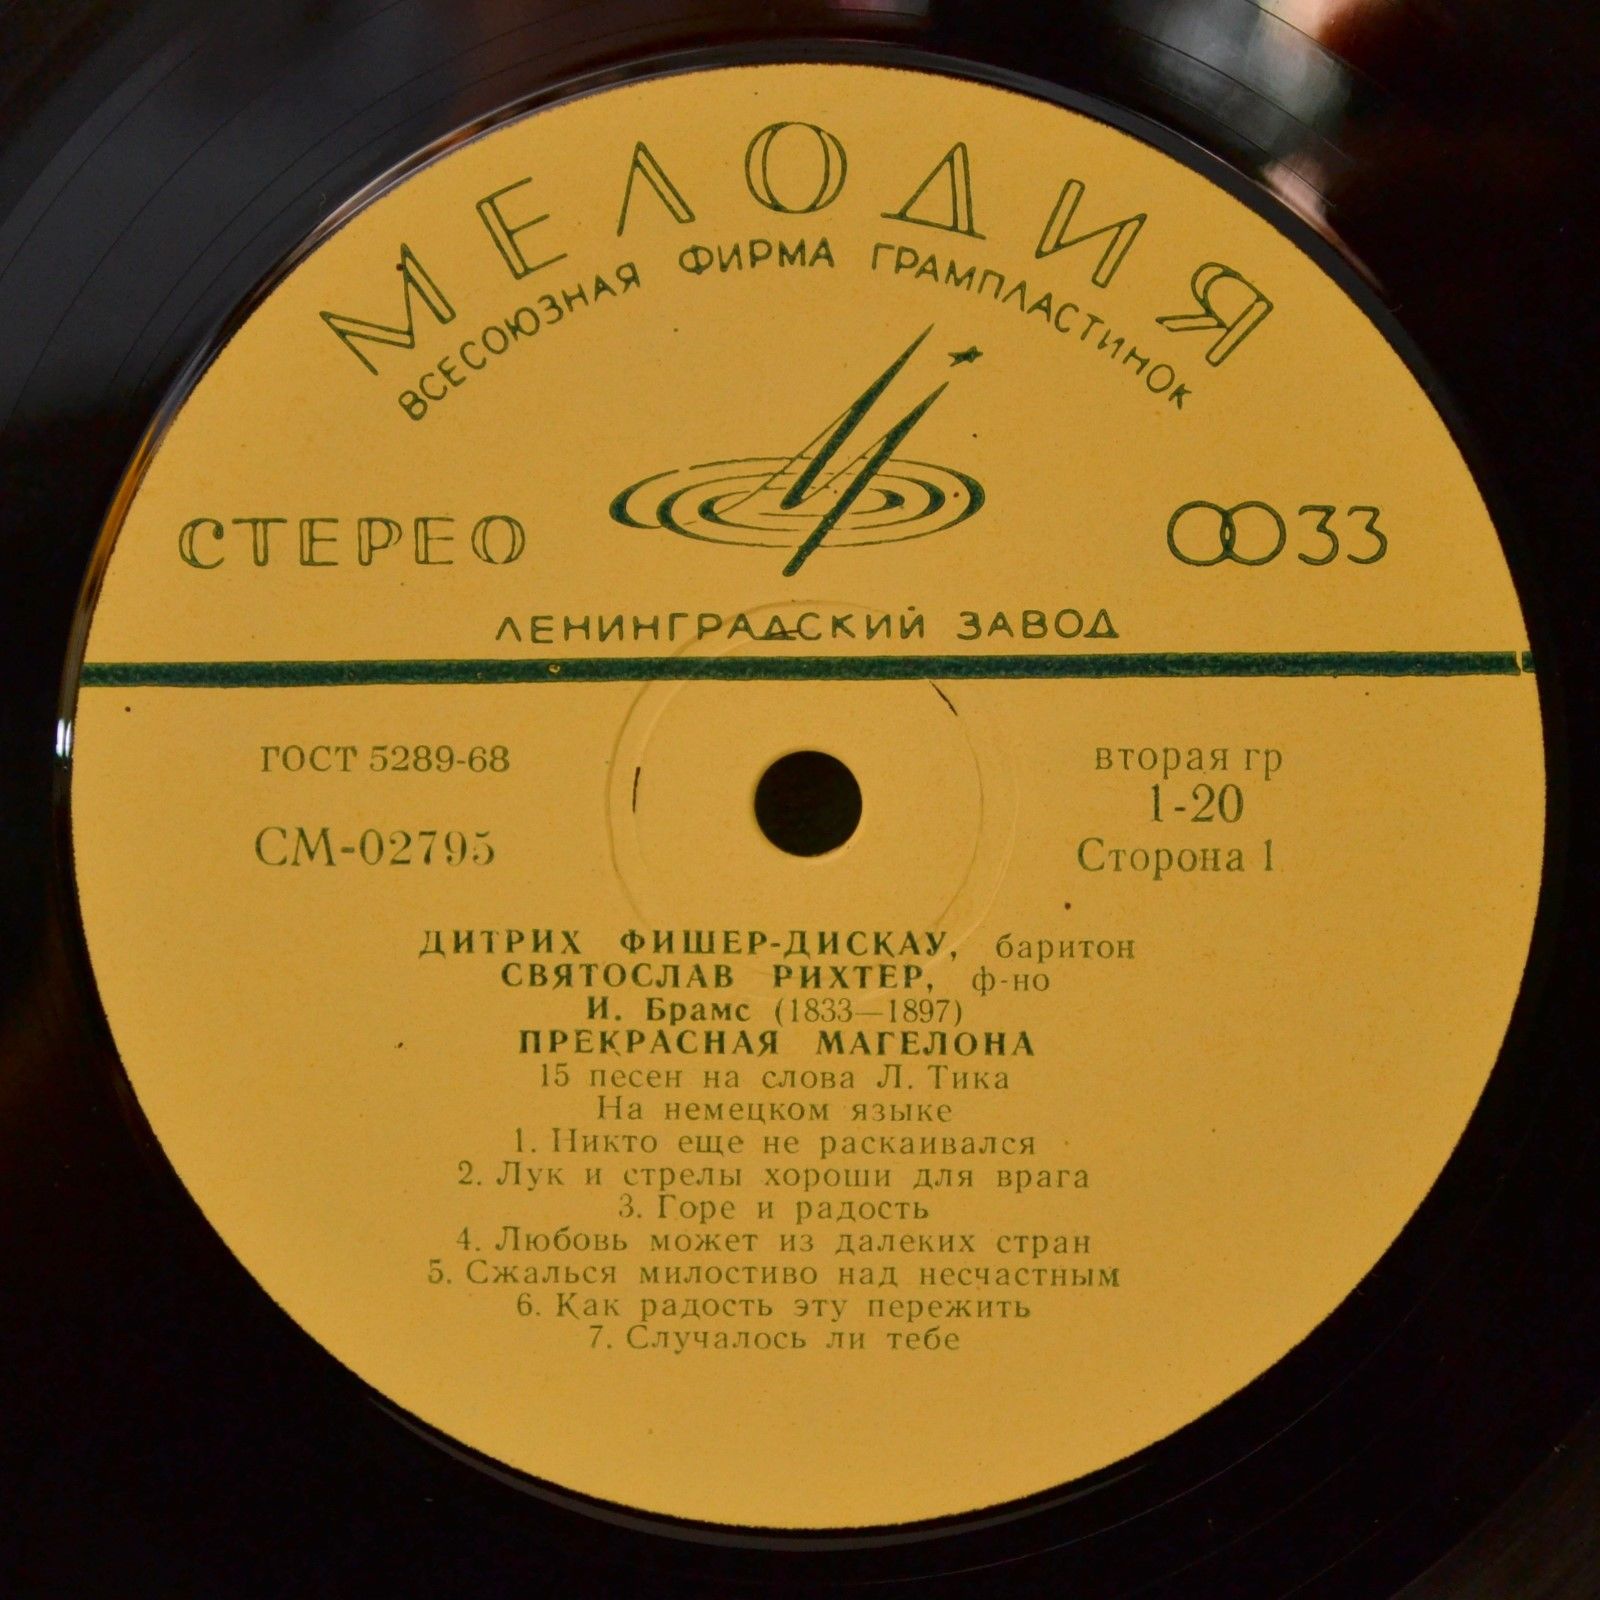 МЕЛОДИЯ
ВСЕСОЮЗНАЯ ФИРМА ГРАМПЛАСТИНОК
СТЕРЕО
33
ЛЕНИНГРАДСКИЙ ЗАВОД
ГОСТ 5289-68
вторая гр
1-20
СМ-02795
Сторона 1
ДИТРИХ ФИШЕР-ДИСКАУ, баритон
СВЯТОСЛАВ РИХТЕР, ф-но
И. Брамс (1833—1897)
ПРЕКРАСНАЯ МАГЕЛОНА
15 песен на слова Л. Тика
На немецком языке
1. Никто еще не раскаивался
2. Лук и стрелы хороши для врага
3. Горе и радость
4. Любовь может из далеких стран
5. Сжалься милостиво над несчастным
6. Как радость эту пережить
7. Случалось ли тебе